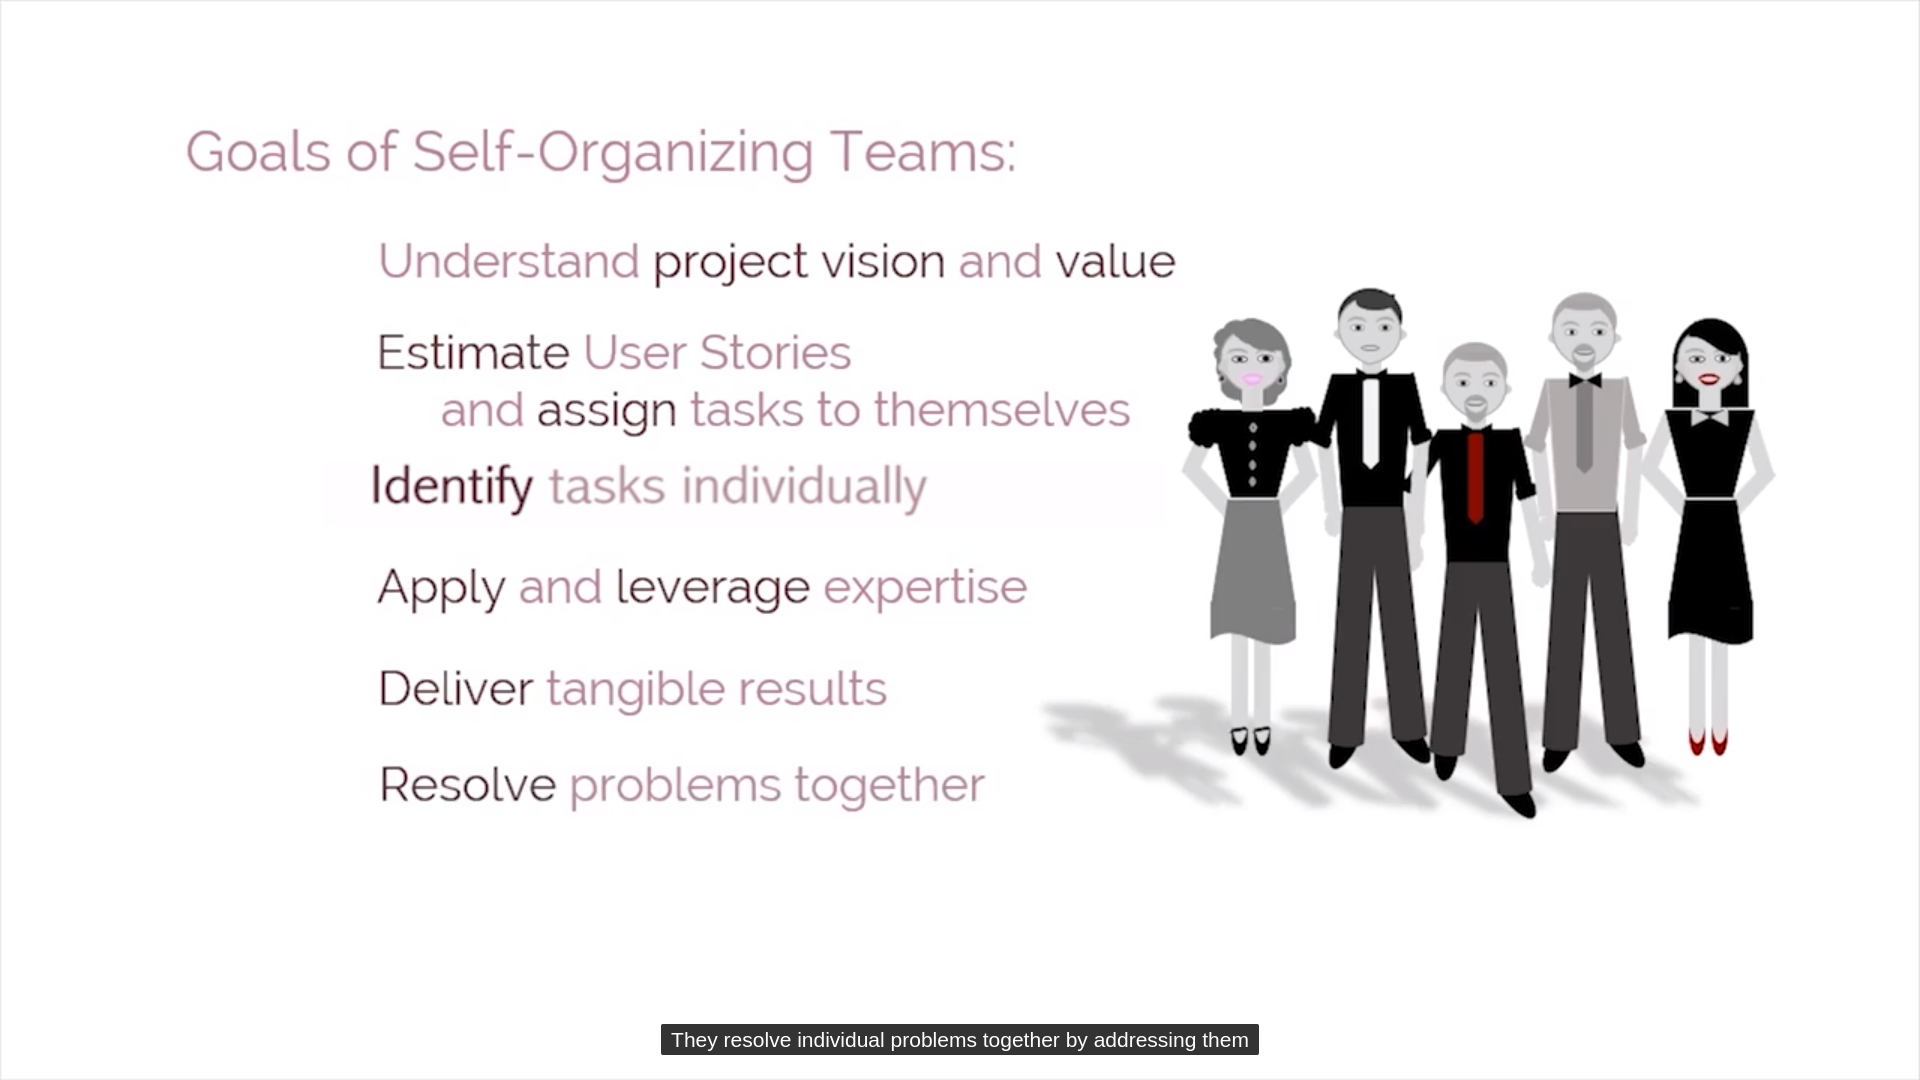 Goals of Self-Organizing Teams:
Understand project vision and value
Estimate User Stories
and assign tasks to themselves
Identify tasks individually
Apply and leverage expertise
Deliver tangible results
Resolve problems together
They resolve individual problems together by addressing them